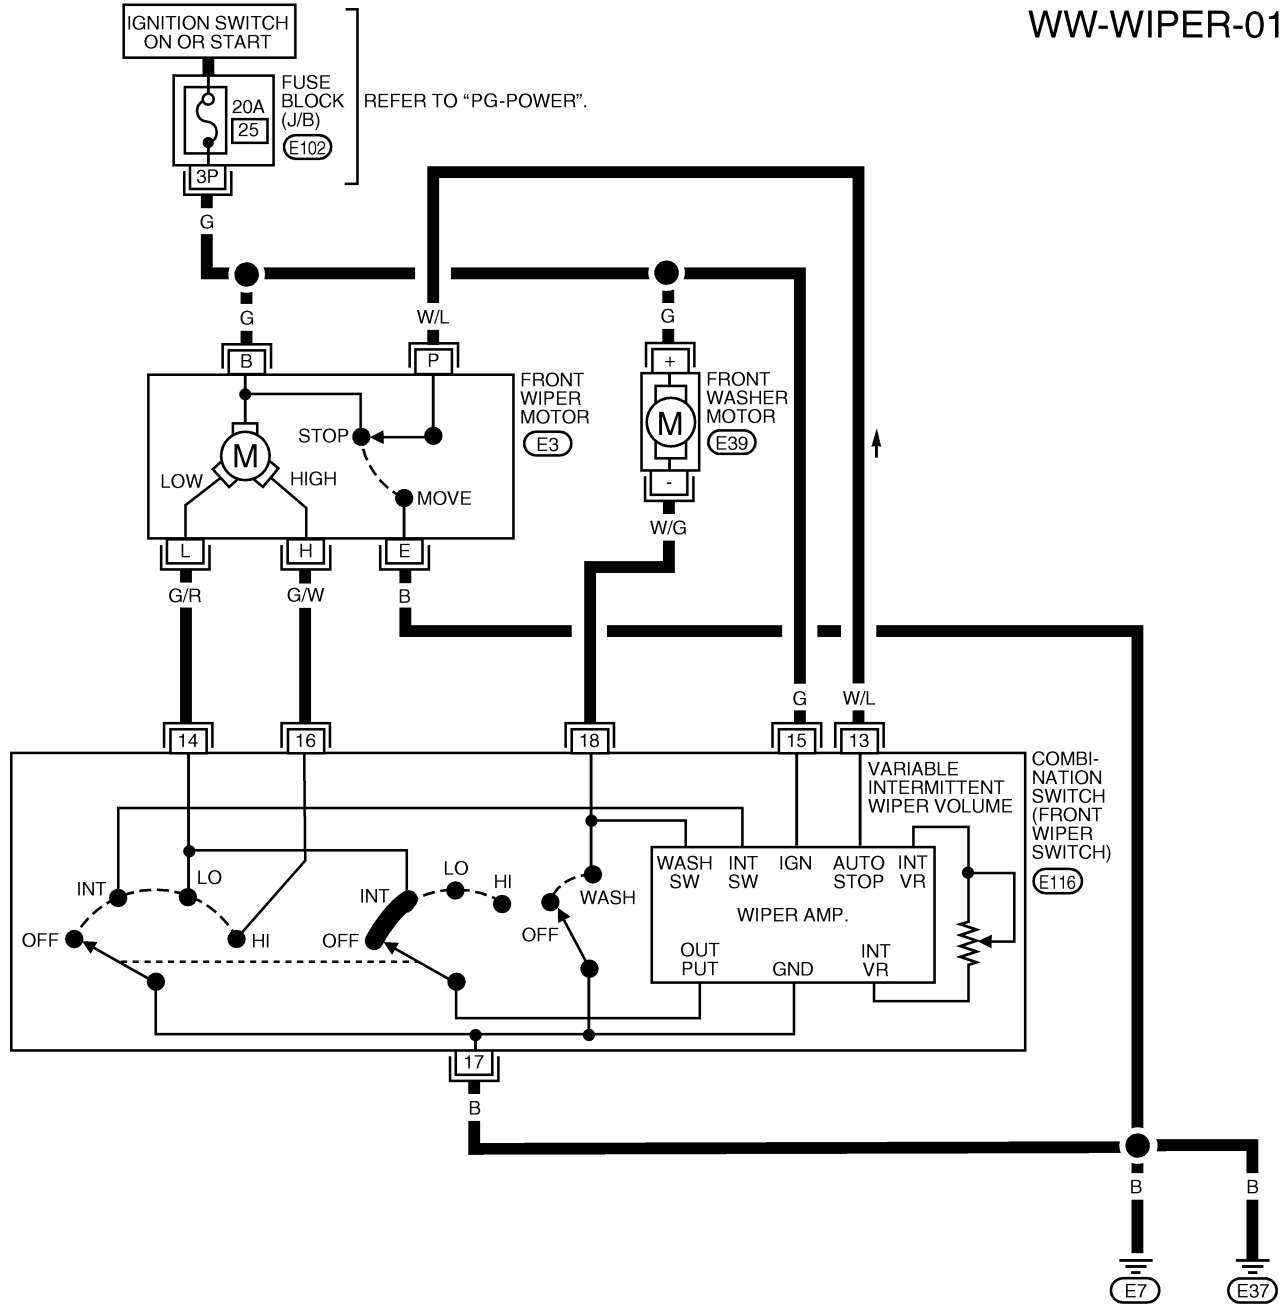 WW-WIPER-01
IGNITION SWITCH
ON OR START
FUSE
BLOCK
(J/B)
E102
20A
25
REFER TO “PG-POWER”.
3P
G
G
W/L
G
B
P
+
FRONT
WIPER
MOTOR
E3
FRONT
WASHER
MOTOR
E39
M
STOP
LOW
HIGH
MOVE
M
-
L
H
E
W/G
G/R
G/W
B
G
W/L
14
16
18
15
13
COMBI-
NATION
SWITCH
(FRONT
WIPER
SWITCH)
E116
VARIABLE
INTERMITTENT
WIPER VOLUME
INT
LO
OFF
HI
INT
LO
HI
OFF
WASH
OFF
WASH
SW
INT
SW
IGN
AUTO
STOP
INT
VR
WIPER AMP.
OUT
PUT
GND
INT
VR
17
B
B
B
E7
E37